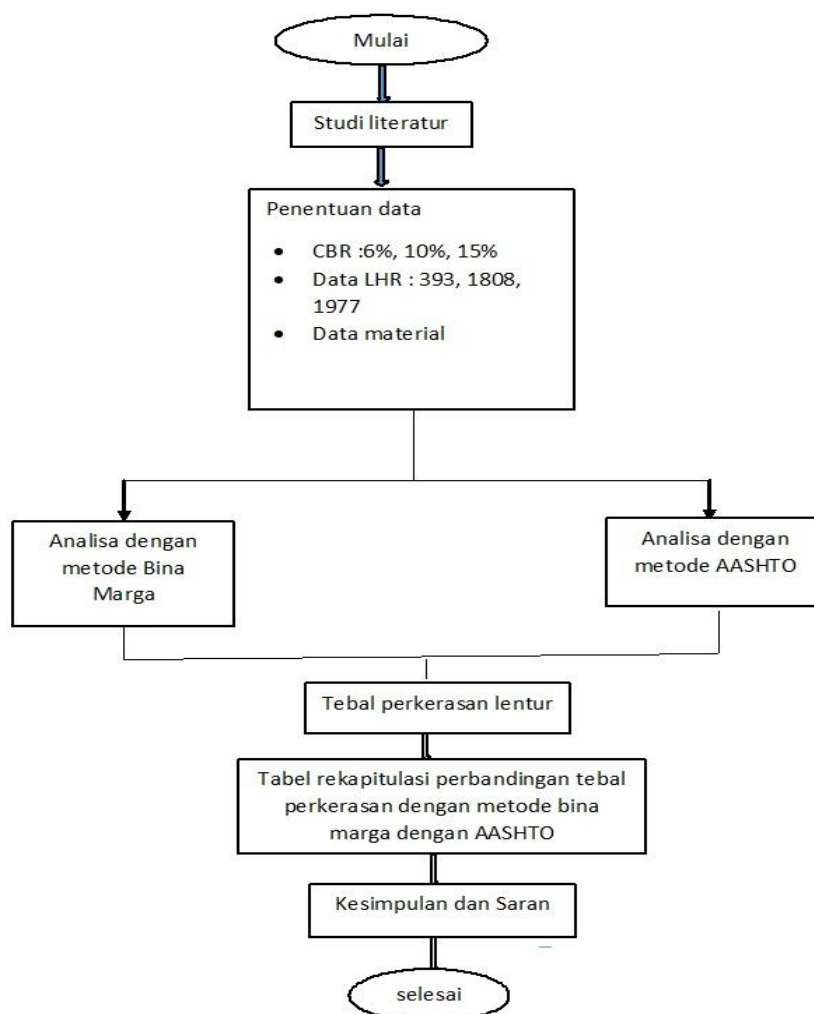 Mulai
Studi literatur
Penentuan data
• CBR :6%, 10%, 15%
• Data LHR : 393, 1808,
1977
• Data material
Analisa dengan
metode Bina
Marga
Analisa dengan
metode AASHTO
Tebal perkerasan lentur
Tabel rekapitulasi perbandingan tebal
perkerasan dengan metode bina
marga dengan AASHTO
Kesimpulan dan Saran
selesai